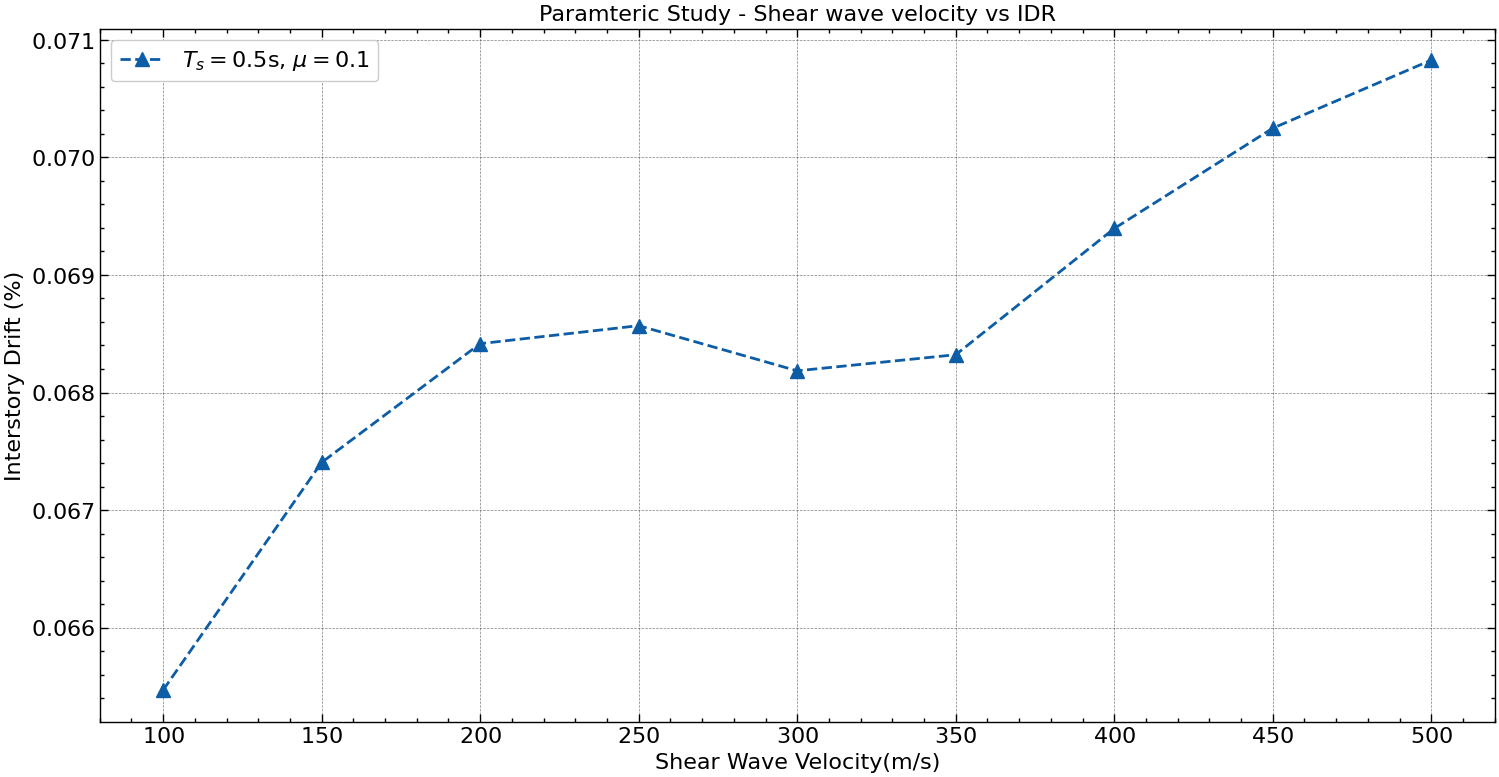 Paramteric Study - Shear wave velocity vs IDR
T_s = 0.5s, μ = 0.1
Interstory Drift (%)
0.071
0.070
0.069
0.068
0.067
0.066
100 150 200 250 300 350 400 450 500
Shear Wave Velocity(m/s)